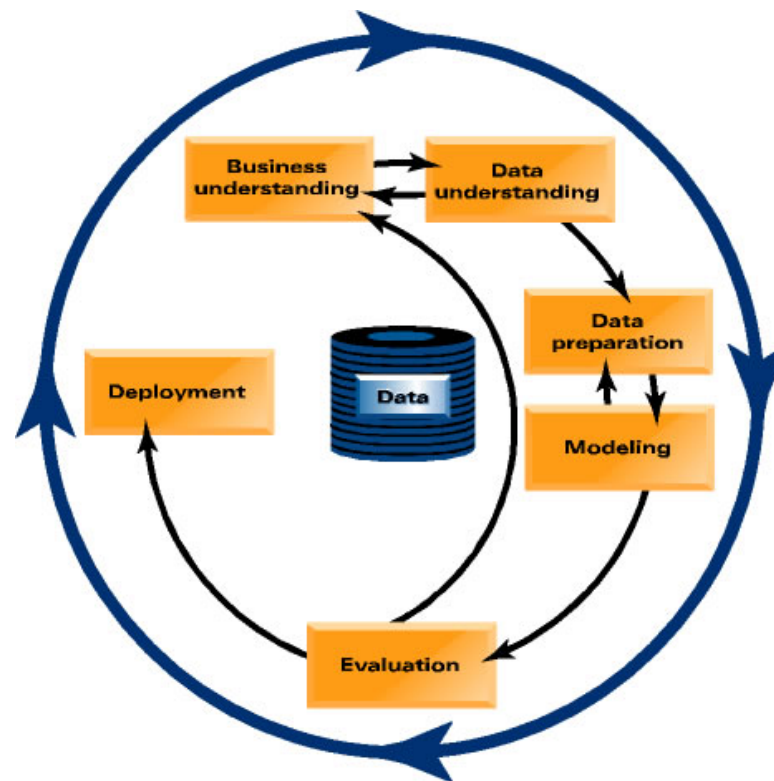 Business
understanding
Data
understanding
Data
preparation
Deployment
Data
Modeling
Evaluation